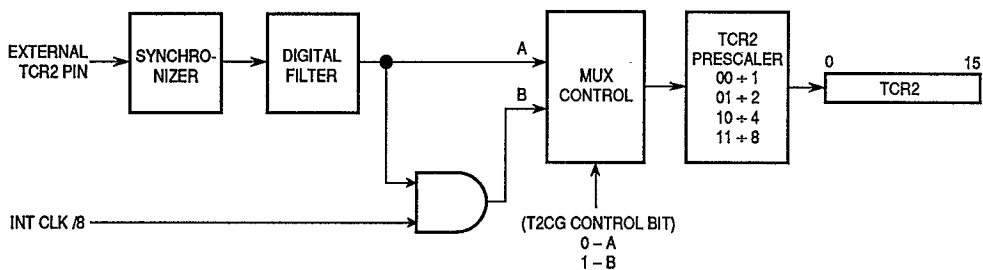 EXTERNAL
TCR2 PIN
SYNCHRO-
NIZER
DIGITAL
FILTER
A
B
MUX
CONTROL
TCR2
PRESCALER
00 ÷ 1
01 ÷ 2
10 ÷ 4
11 ÷ 8
0 15
TCR2
INT CLK /8
(T2CG CONTROL BIT)
0 – A
1 – B